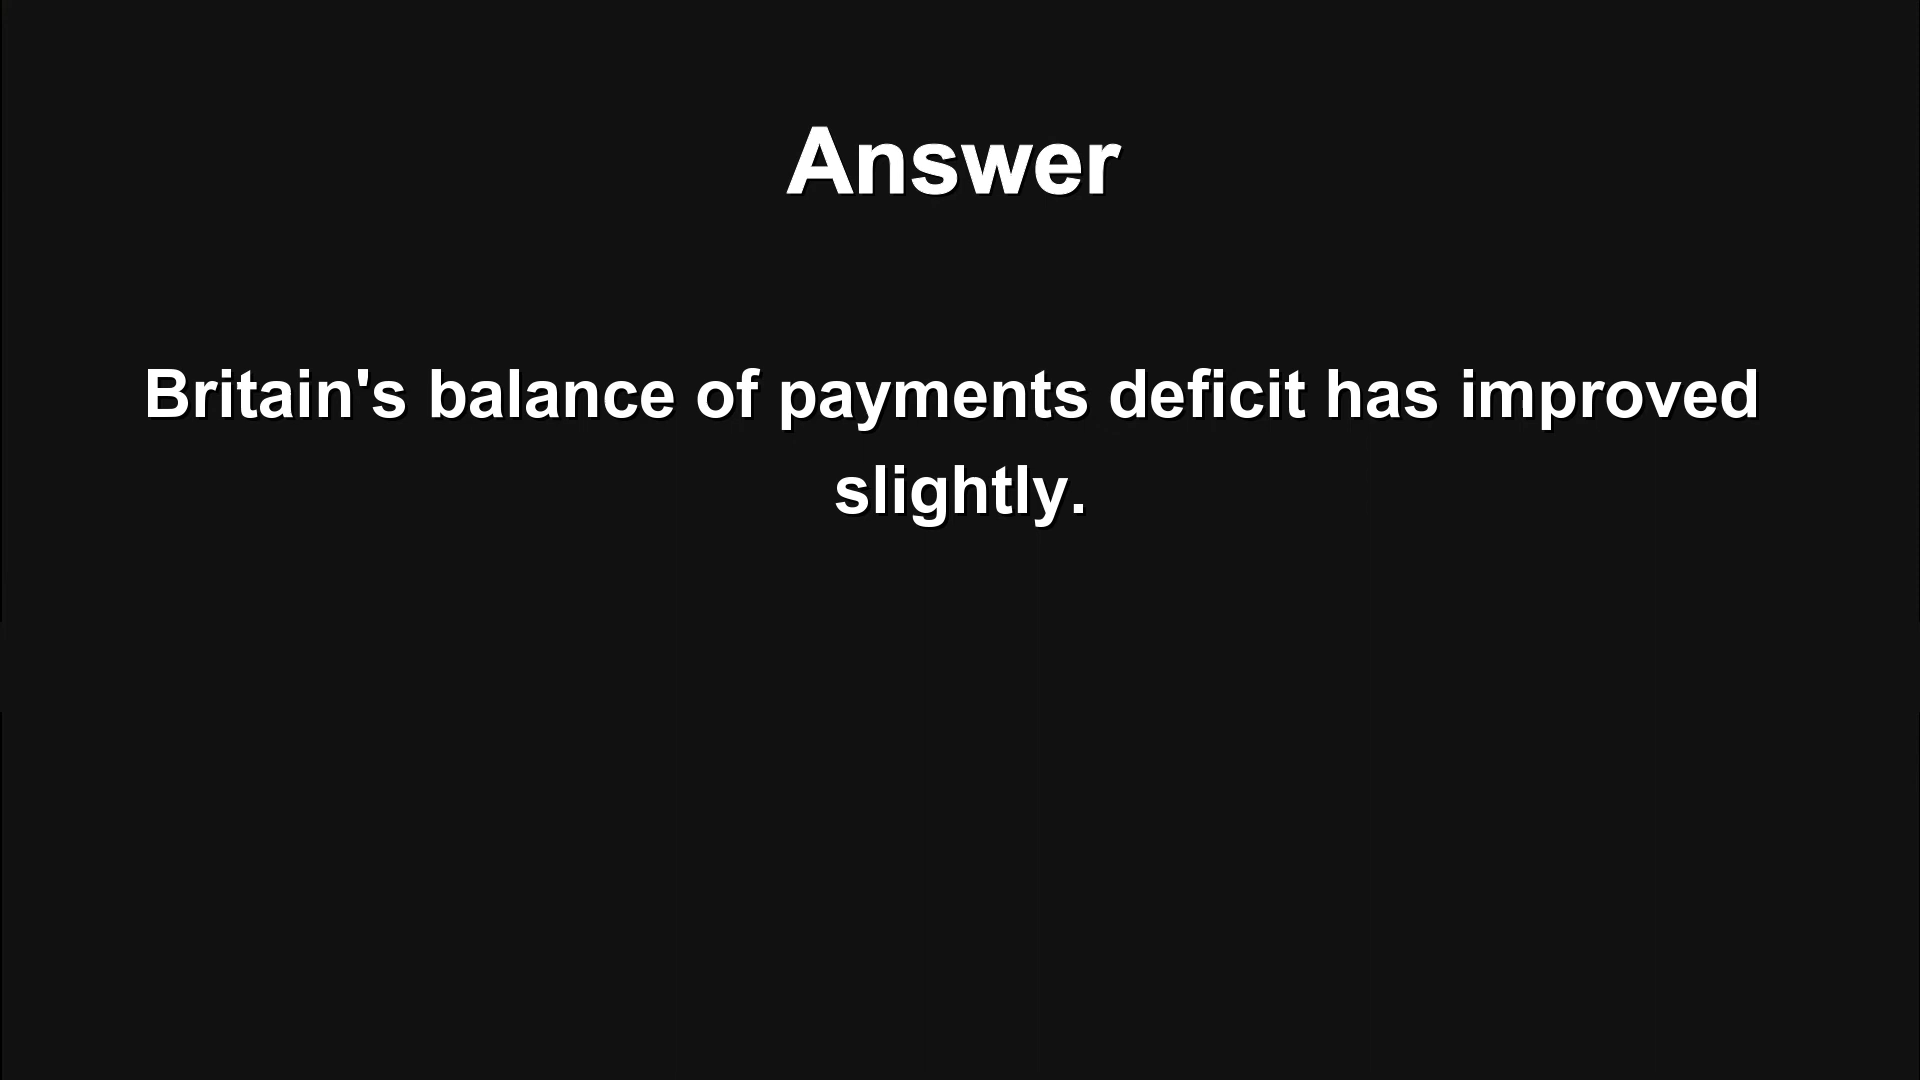 Answer
Britain's balance of payments deficit has improved
slightly.